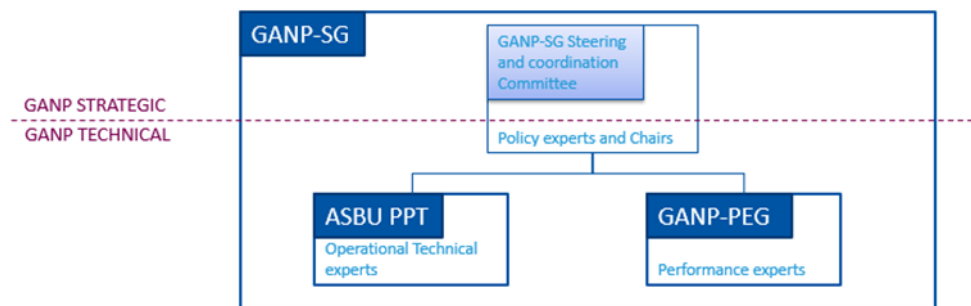 GANP-SG
GANP-SG Steering
and coordination
Committee
GANP STRATEGIC
GANP TECHNICAL
Policy experts and Chairs
ASBU PPT
Operational Technical
experts
GANP-PEG
Performance experts